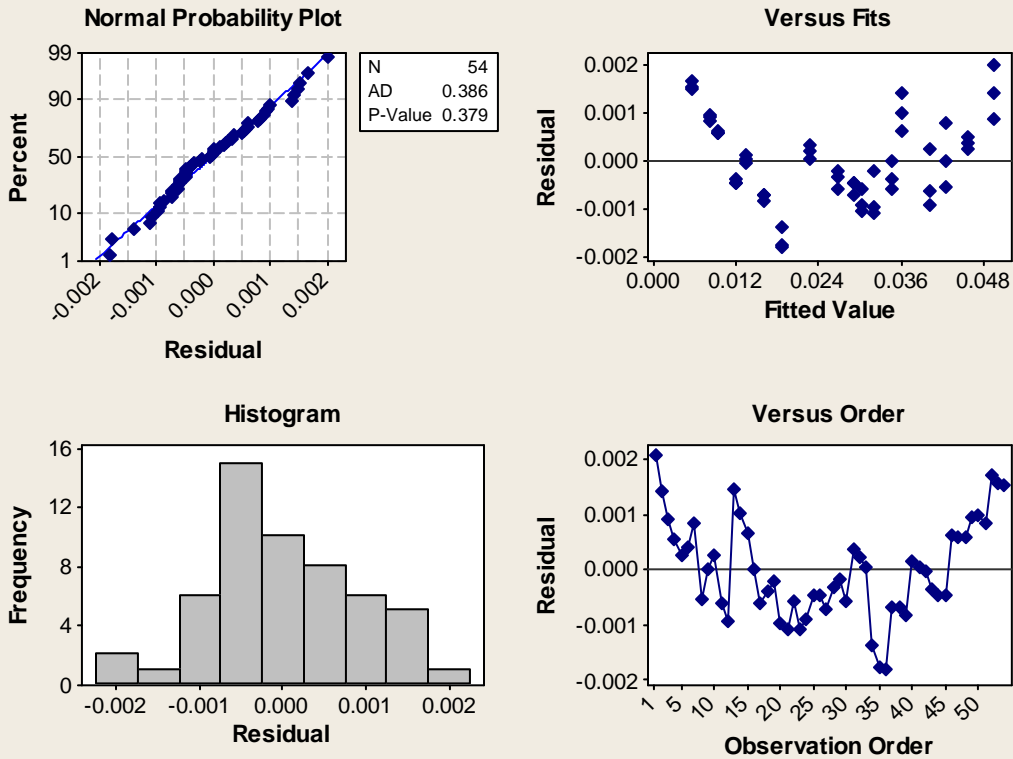 Normal Probability Plot
99
90
50
10
1
Percent
-0.002
-0.001
0.000
0.001
0.002
Residual
N 54
AD 0.386
P-Value 0.379
Versus Fits
0.002
0.001
0.000
-0.001
-0.002
Residual
0.000 0.012 0.024 0.036 0.048
Fitted Value
Histogram
16
12
8
4
0
Frequency
-0.002 -0.001 0.000 0.001 0.002
Residual
Versus Order
0.002
0.001
0.000
-0.001
-0.002
Residual
1 5 10 15 20 25 30 35 40 45 50
Observation Order